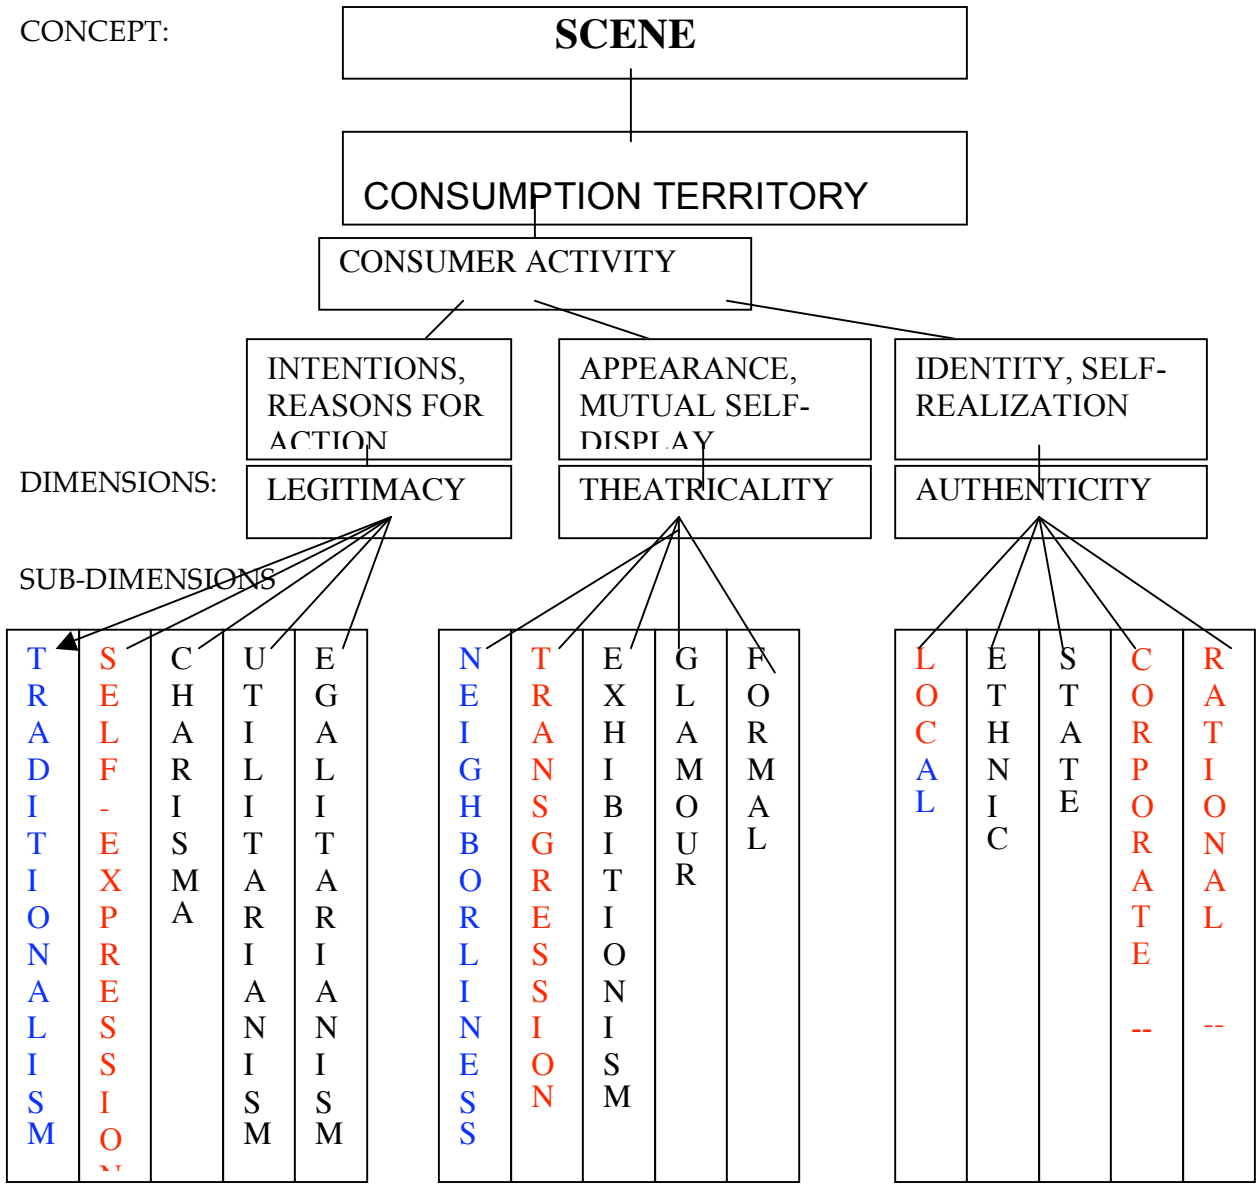 CONCEPT:
SCENE
CONSUMPTION TERRITORY
CONSUMER ACTIVITY
INTENTIONS,
REASONS FOR
ACTION
APPEARANCE,
MUTUAL SELF-
DISPLAY
IDENTITY, SELF-
REALIZATION
DIMENSIONS:
LEGITIMACY
THEATRICALITY
AUTHENTICITY
SUB-DIMENSIONS
TRADITIONALISM
SELF-EXPRESSION
CHARISMA
UTILITARIANISM
EGALITARIANISM
NEIGHBORLINESS
TRANSGRESSION
EXHIBITIONISM
GLAMOUR
FORMAL
LOCAL
ETHNIC
STATE
CORPORATE --
RATIONAL --